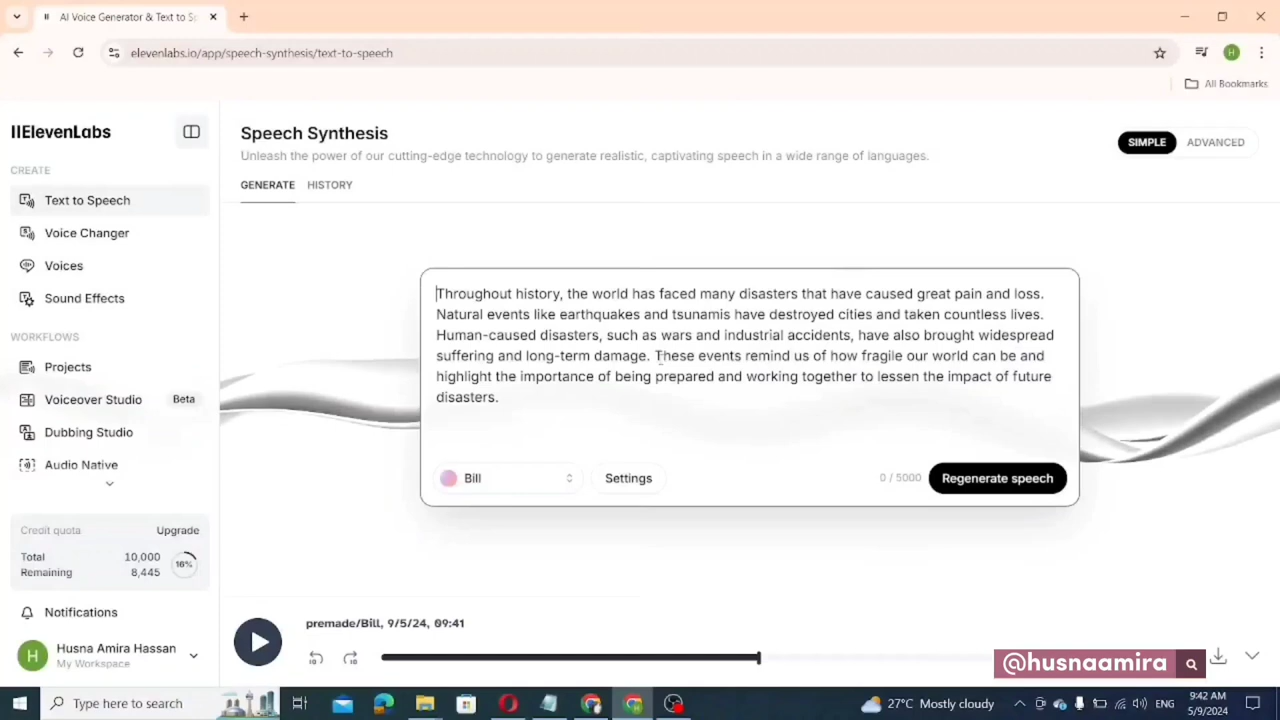 AI Voice Generator & Text to S
elevenlabs.io/app/speech-synthesis/text-to-speech
H
All Bookmarks
IIElevenLabs
CREATE
Text to Speech
Voice Changer
Voices
Sound Effects
WORKFLOWS
Projects
Voiceover Studio Beta
Dubbing Studio
Audio Native
Credit quota Upgrade
Total 10,000
Remaining 8,445
16%
Notifications
H
Husna Amira Hassan
My Workspace
Speech Synthesis
Unleash the power of our cutting-edge technology to generate realistic, captivating speech in a wide range of languages.
SIMPLE ADVANCED
GENERATE HISTORY
Throughout history, the world has faced many disasters that have caused great pain and loss.
Natural events like earthquakes and tsunamis have destroyed cities and taken countless lives.
Human-caused disasters, such as wars and industrial accidents, have also brought widespread
suffering and long-term damage. These events remind us of how fragile our world can be and
highlight the importance of being prepared and working together to lessen the impact of future
disasters.
Bill Settings 0 / 5000 Regenerate speech
premade/Bill, 9/5/24, 09:41
10 10
@husnaamira
Type here to search
27°C Mostly cloudy
ENG
9:42 AM
5/9/2024